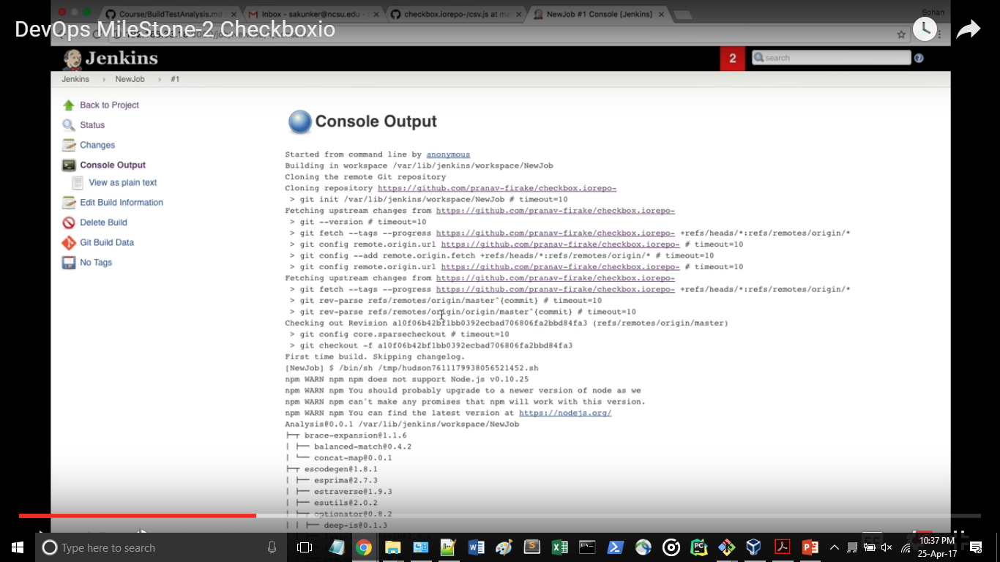 Course/BuildTestAnalysis.md
Inbox - sakunker@ncsu.edu -
checkbox.iorepo-/csv.js at ma
NewJob #1 Console [Jenkins]
Sohan
DevOps MileStone-2 Checkboxio
Jenkins
2
search
Jenkins
NewJob
#1
Back to Project
Status
Changes
Console Output
View as plain text
Edit Build Information
Delete Build
Git Build Data
No Tags
Console Output
Started from command line by anonymous
Building in workspace /var/lib/jenkins/workspace/NewJob
Cloning the remote Git repository
Cloning repository https://github.com/pranav-firake/checkbox.iorepo-
> git init /var/lib/jenkins/workspace/NewJob # timeout=10
Fetching upstream changes from https://github.com/pranav-firake/checkbox.iorepo-
> git --version # timeout=10
> git fetch --tags --progress https://github.com/pranav-firake/checkbox.iorepo- +refs/heads/*:refs/remotes/origin/*
> git config remote.origin.url https://github.com/pranav-firake/checkbox.iorepo- # timeout=10
> git config --add remote.origin.fetch +refs/heads/*:refs/remotes/origin/* # timeout=10
> git config remote.origin.url https://github.com/pranav-firake/checkbox.iorepo- # timeout=10
Fetching upstream changes from https://github.com/pranav-firake/checkbox.iorepo-
> git fetch --tags --progress https://github.com/pranav-firake/checkbox.iorepo- +refs/heads/*:refs/remotes/origin/*
> git rev-parse refs/remotes/origin/master^{commit} # timeout=10
> git rev-parse refs/remotes/origin/origin/master^{commit} # timeout=10
Checking out Revision a10f06b42bf1bb0392ecbad706806fa2bbd84fa3 (refs/remotes/origin/master)
> git config core.sparsecheckout # timeout=10
> git checkout -f a10f06b42bf1bb0392ecbad706806fa2bbd84fa3
First time build. Skipping changelog.
[NewJob] $ /bin/sh /tmp/hudson7611179938056521452.sh
npm WARN npm npm does not support Node.js v0.10.25
npm WARN npm You should probably upgrade to a newer version of node as we
npm WARN npm can't make any promises that npm will work with this version.
npm WARN npm You can find the latest version at https://nodejs.org/
Analysis@0.0.1 /var/lib/jenkins/workspace/NewJob
├─┬ brace-expansion@1.1.6
│ ├── balanced-match@0.4.2
│ └── concat-map@0.0.1
├─┬ escodegen@1.8.1
│ ├── esprima@2.7.3
│ ├── estraverse@1.9.3
│ ├── esutils@2.0.2
│ ├─┬ optionator@0.8.2
│ │ ├── deep-is@0.1.3
Type here to search
10:37 PM
25-Apr-17